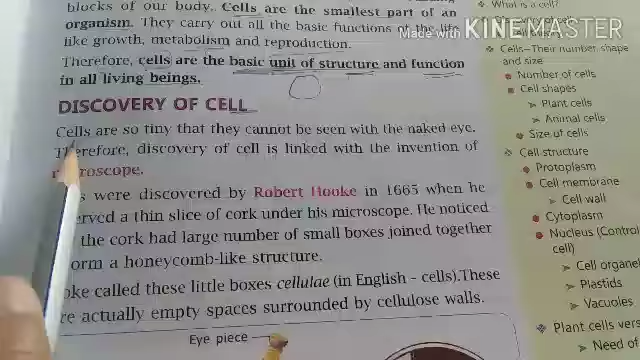 blocks of our body. Cells are the smallest part of an
organism. They carry out all the basic functions of the life
like growth, metabolism and reproduction.
Therefore, cells are the basic unit of structure and function
in all living beings.
DISCOVERY OF CELL
Cells are so tiny that they cannot be seen with the naked eye.
Therefore, discovery of cell is linked with the invention of
roscope.
were discovered by Robert Hooke in 1665 when he
erved a thin slice of cork under his microscope. He noticed
the cork had large number of small boxes joined together
orm a honeycomb-like structure.
oke called these little boxes cellulae (in English - cells).These
re actually empty spaces surrounded by cellulose walls.
Eye piece
What is a cell?
Made with KINEMASTER
Cells-Their number, shape
and size
Number of cells
Cell shapes
Plant cells
Animal cells
Size of cells
Cell structure
Protoplasm
Cell membrane
Cell wall
Cytoplasm
Nucleus (Control
cell)
Cell organel
Plastids
Vacuoles
Plant cells vers
Need of